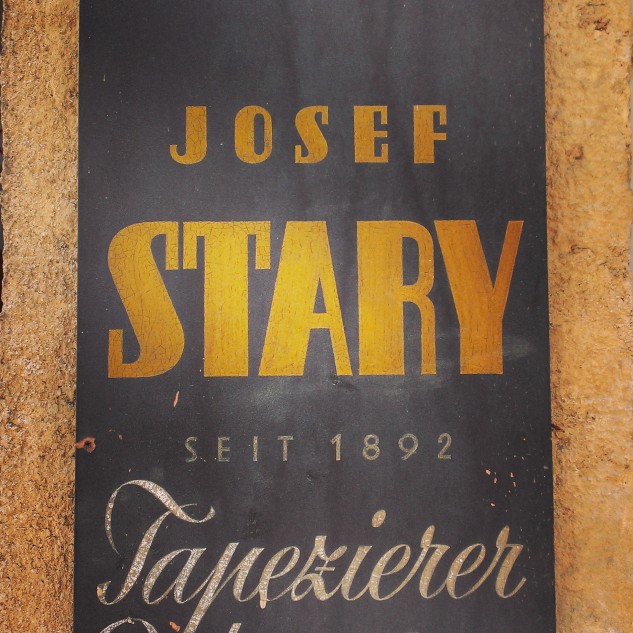 JOSEF
STARY
SEIT 1892
Tapezierer